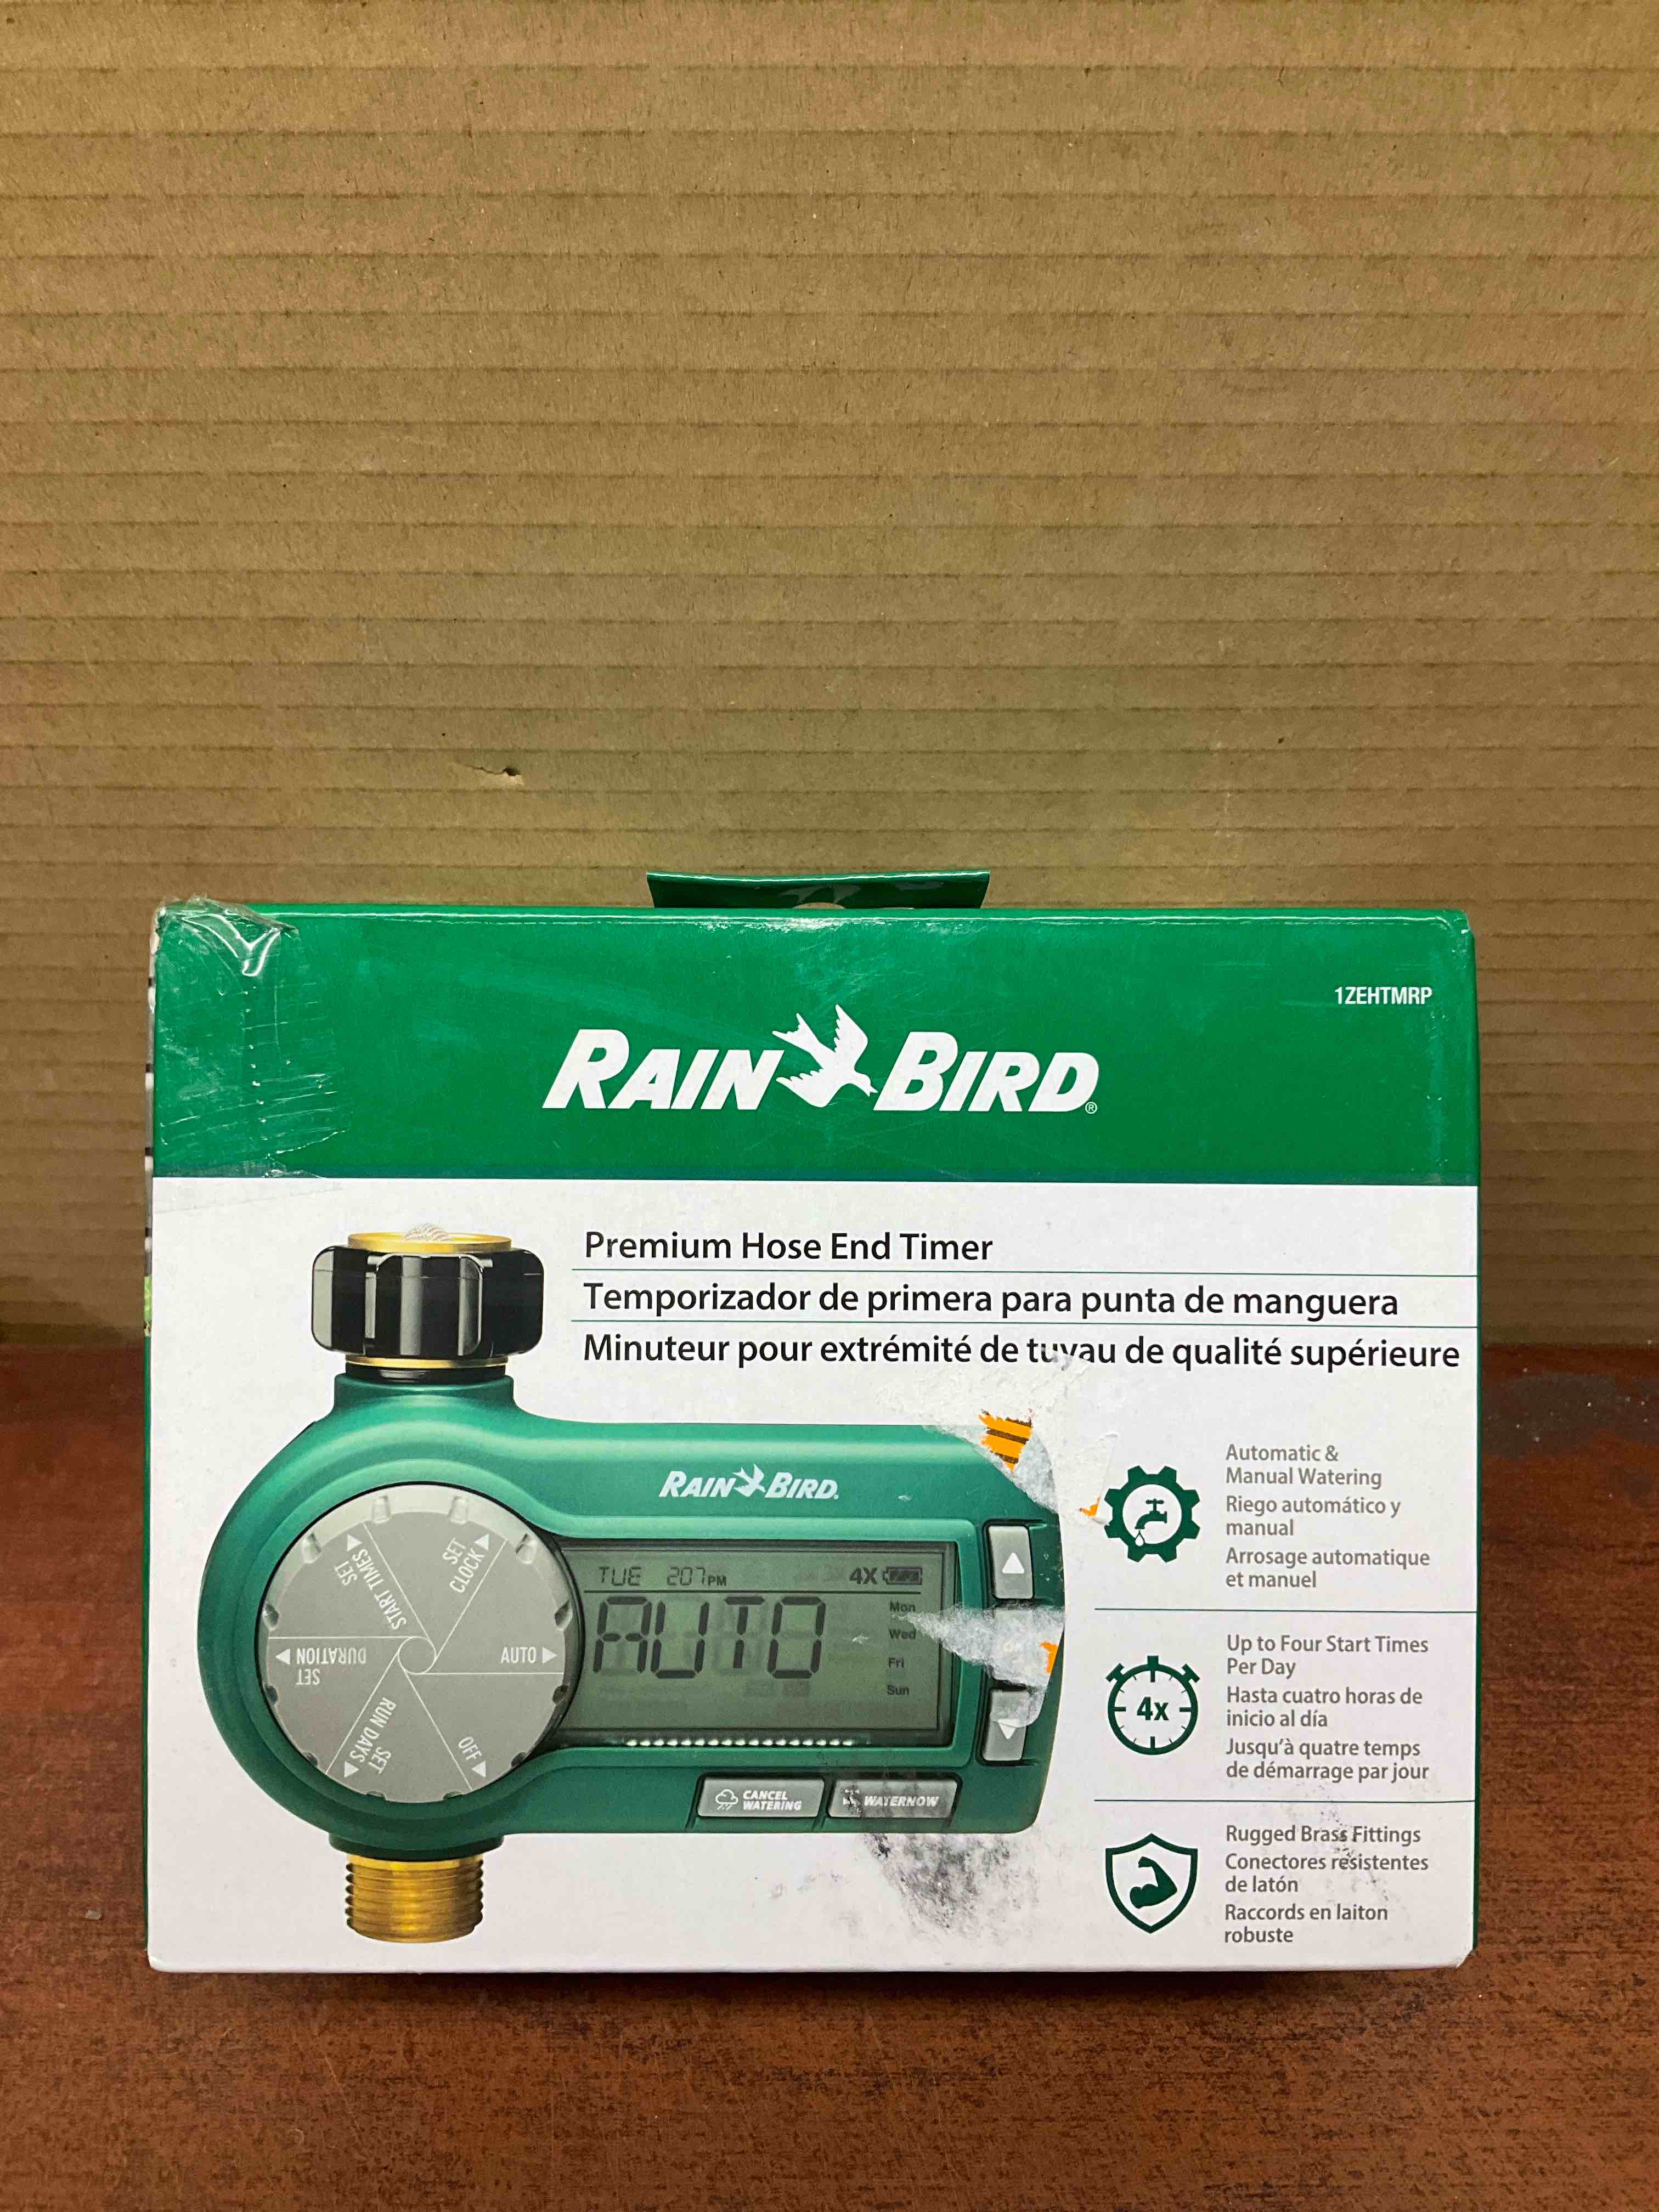 1ZEHTMRP
RAIN BIRD®
Premium Hose End Timer
Temporizador de primera para punta de manguera
Minuteur pour extrémité de tuyau de qualité supérieure
RAIN BIRD.
SET CLOCK
SET START TIMES
SET DURATION
SET RUN DAYS
OFF
AUTO
TUE 2:07PM 4X
AUTO
Mon
Wed
Fri
Sun
CANCEL
WATERING
WATERNOW
Automatic &
Manual Watering
Riego automático y
manual
Arrosage automatique
et manuel
4x
Up to Four Start Times
Per Day
Hasta cuatro horas de
inicio al día
Jusqu'à quatre temps
de démarrage par jour
Rugged Brass Fittings
Conectores resistentes
de latón
Raccords en laiton
robuste